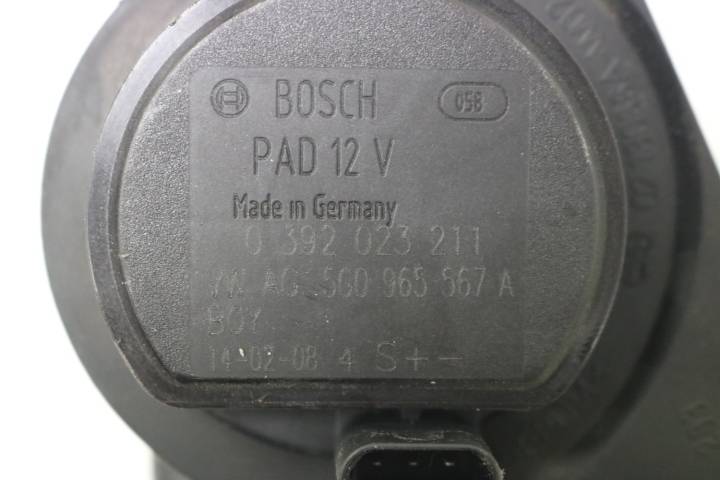 BOSCH 058
PAD 12 V
Made in Germany
0 392 023 211
VW AG 5G0 965 567 A
BGY
14-02-08 4 S + -